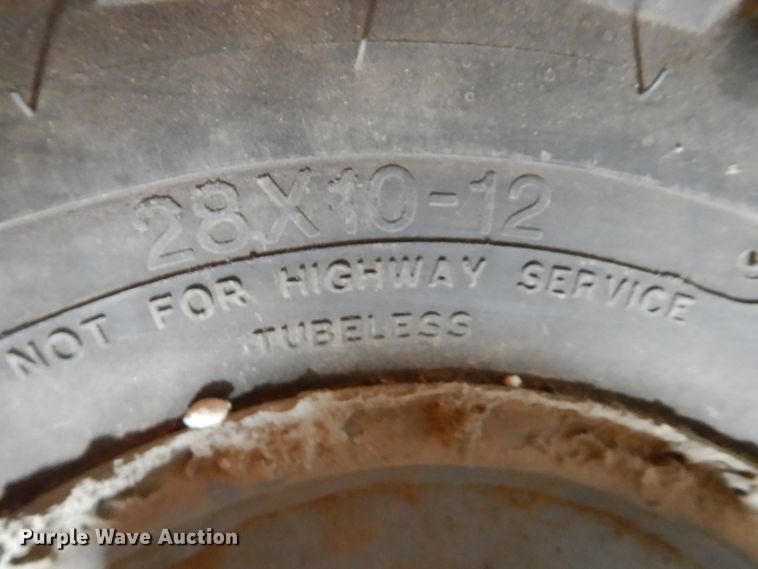 28X10-12
NOT FOR HIGHWAY SERVICE
TUBELESS
Purple Wave Auction